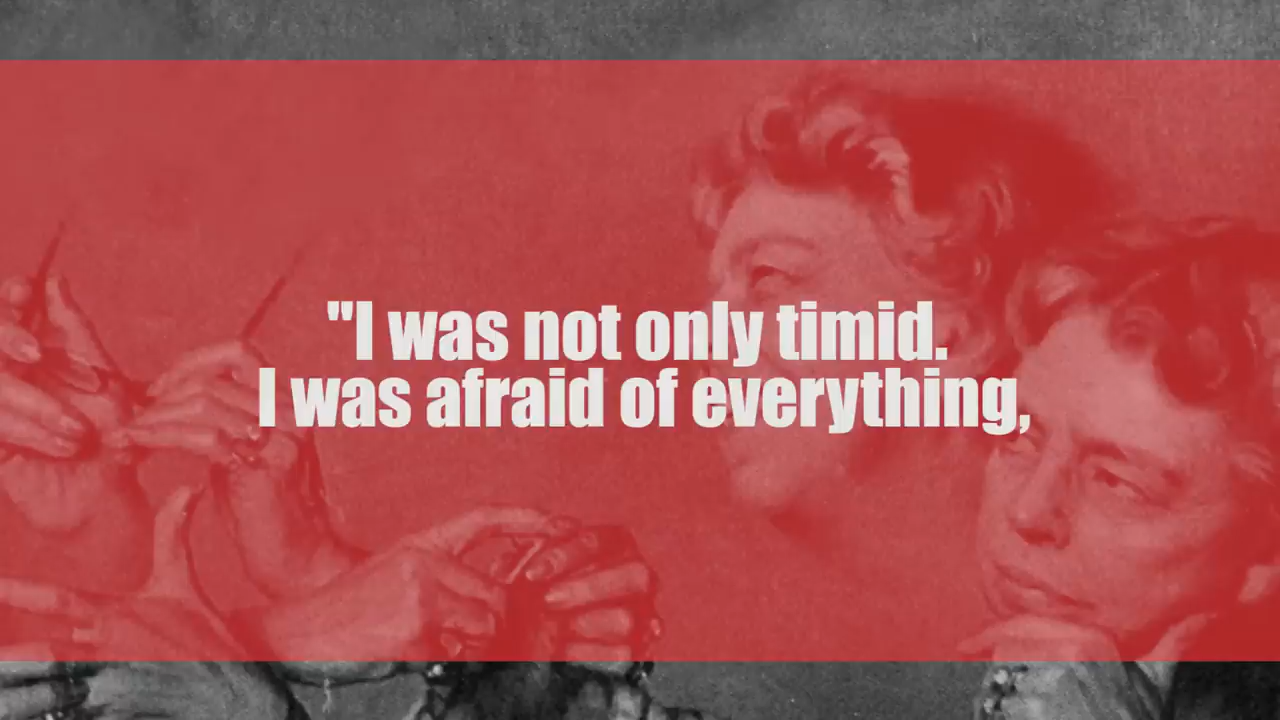 "I was not only timid.
I was afraid of everything,